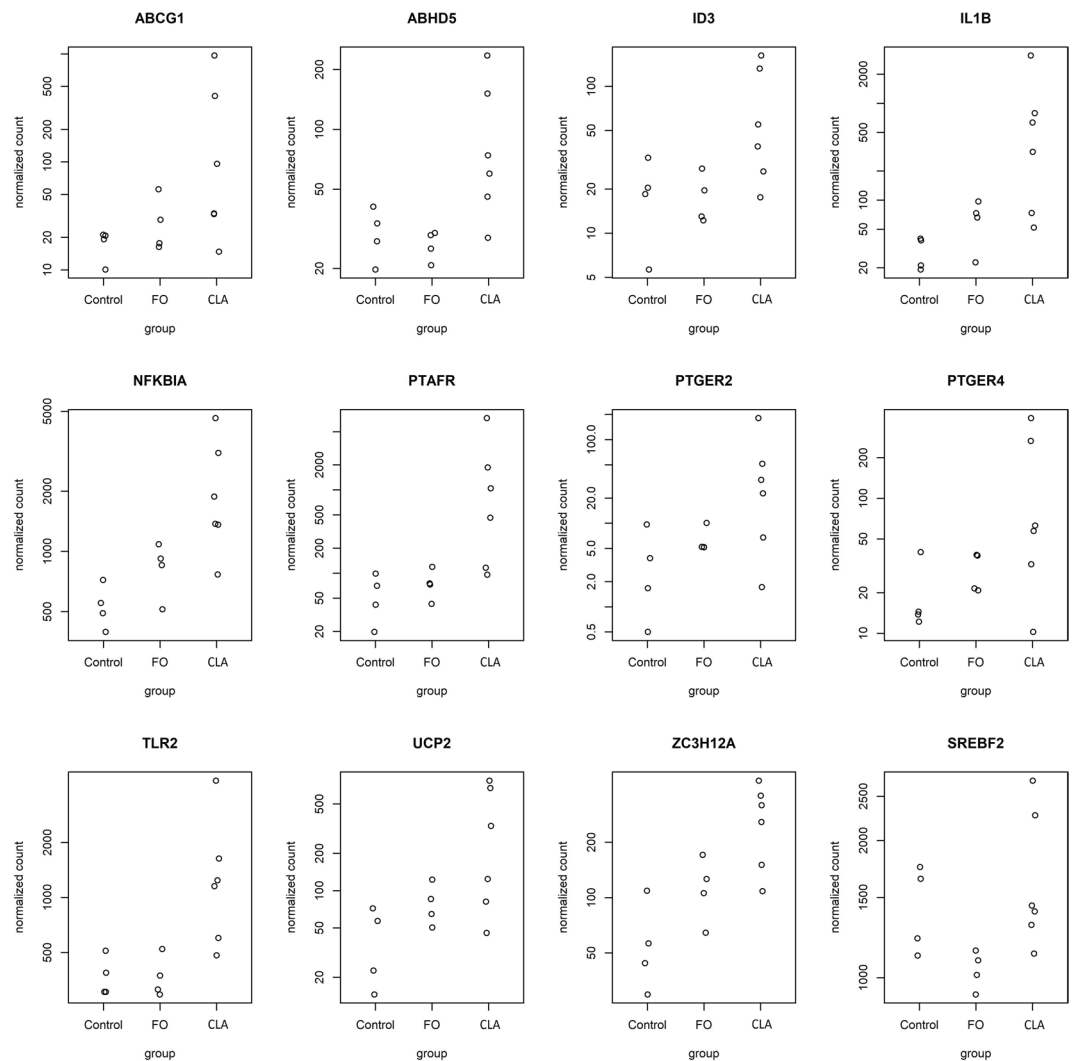 ABCG1
normalized count
500
200
100
50
20
10
Control FO CLA
group
ABHD5
normalized count
200
100
50
20
Control FO CLA
group
ID3
normalized count
100
50
20
10
5
Control FO CLA
group
IL1B
normalized count
2000
500
100
50
20
Control FO CLA
group
NFKBIA
normalized count
5000
2000
1000
500
Control FO CLA
group
PTAFR
normalized count
2000
500
200
50
20
Control FO CLA
group
PTGER2
normalized count
100.0
20.0
5.0
2.0
0.5
Control FO CLA
group
PTGER4
normalized count
200
100
50
20
10
Control FO CLA
group
TLR2
normalized count
2000
1000
500
Control FO CLA
group
UCP2
normalized count
500
200
100
50
20
Control FO CLA
group
ZC3H12A
normalized count
200
100
50
Control FO CLA
group
SREBF2
normalized count
2500
2000
1500
1000
Control FO CLA
group